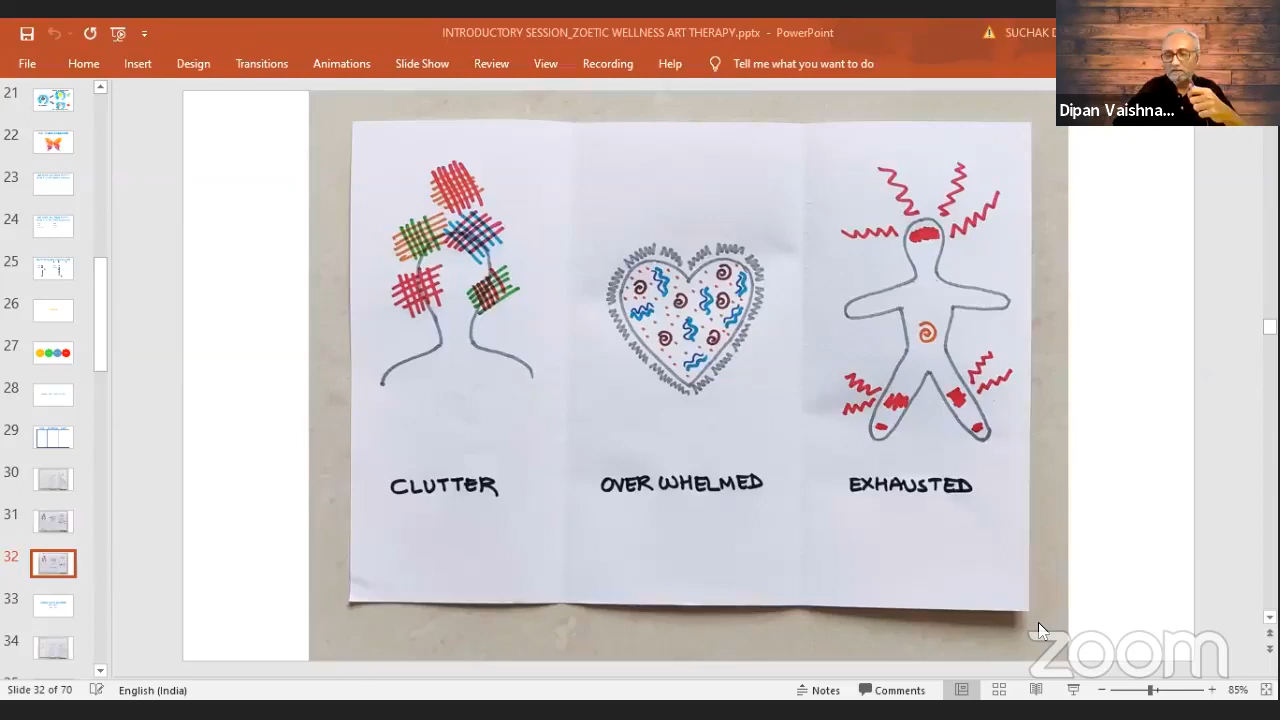 INTRODUCTORY SESSION_ZOETIC WELLNESS ART THERAPY.pptx - PowerPoint
SUCHAK D
File Home Insert Design Transitions Animations Slide Show Review View Recording Help Tell me what you want to do
Dipan Vaishna...
21
22
23
24
25
26
27
28
29
30
31
32
33
34
CLUTTER OVERWHELMED EXHAUSTED
zoom
Slide 32 of 70 English (India) Notes Comments 85%